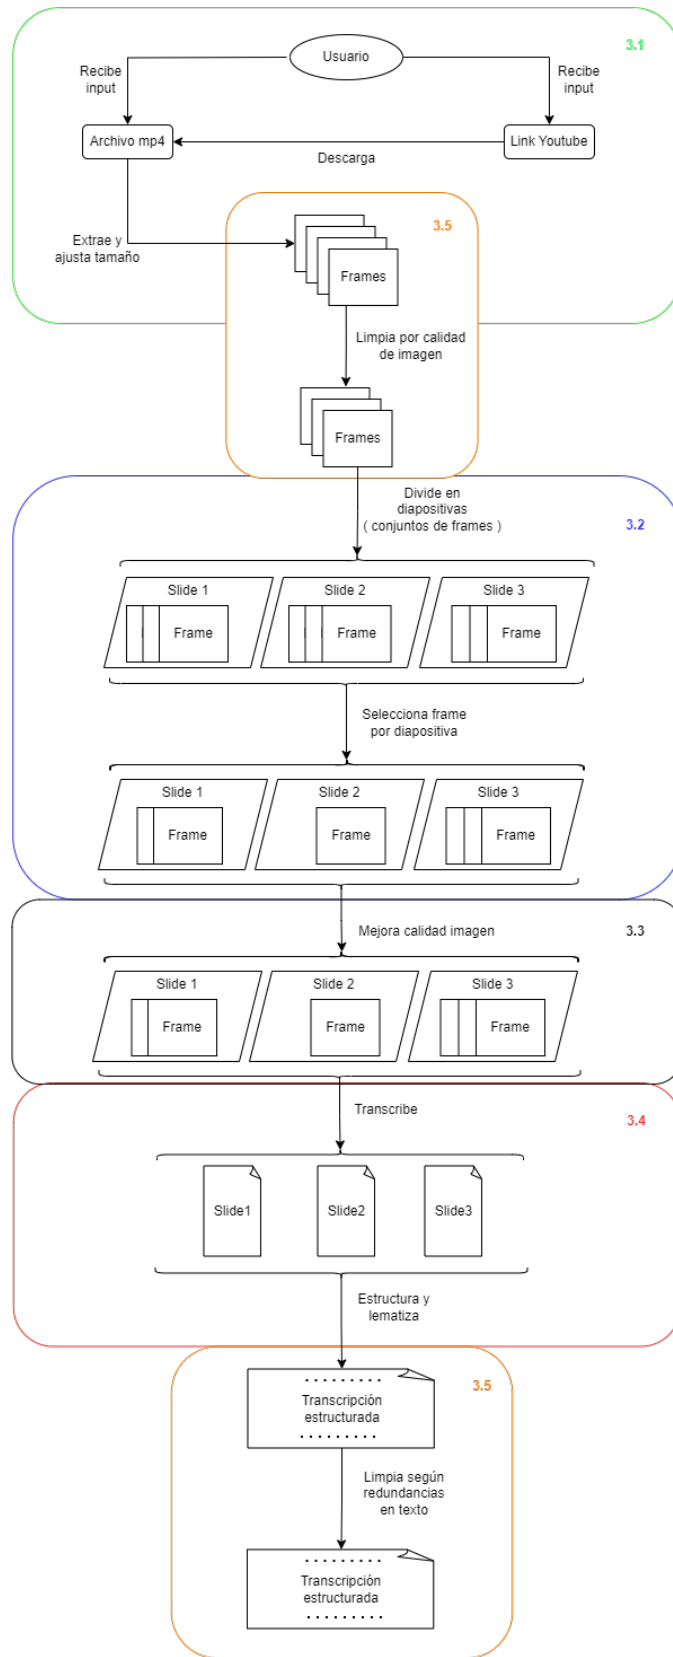 3.1
Usuario
Recibe
input
Recibe
input
Archivo mp4
Link Youtube
Descarga
3.5
Extrae y
ajusta tamaño
Frames
Limpia por calidad
de imagen
Frames
Divide en
diapositivas
( conjuntos de frames )
3.2
Slide 1
Slide 2
Slide 3
Frame
Frame
Frame
Selecciona frame
por diapositiva
Slide 1
Slide 2
Slide 3
Frame
Frame
Frame
Mejora calidad imagen
3.3
Slide 1
Slide 2
Slide 3
Frame
Frame
Frame
Transcribe
3.4
Slide1
Slide2
Slide3
Estructura y
lematiza
3.5
. . . . . . . . .
Transcripción
estructurada
. . . . . . . . .
Limpia según
redundancias
en texto
. . . . . . . . .
Transcripción
estructurada
. . . . . . . . .